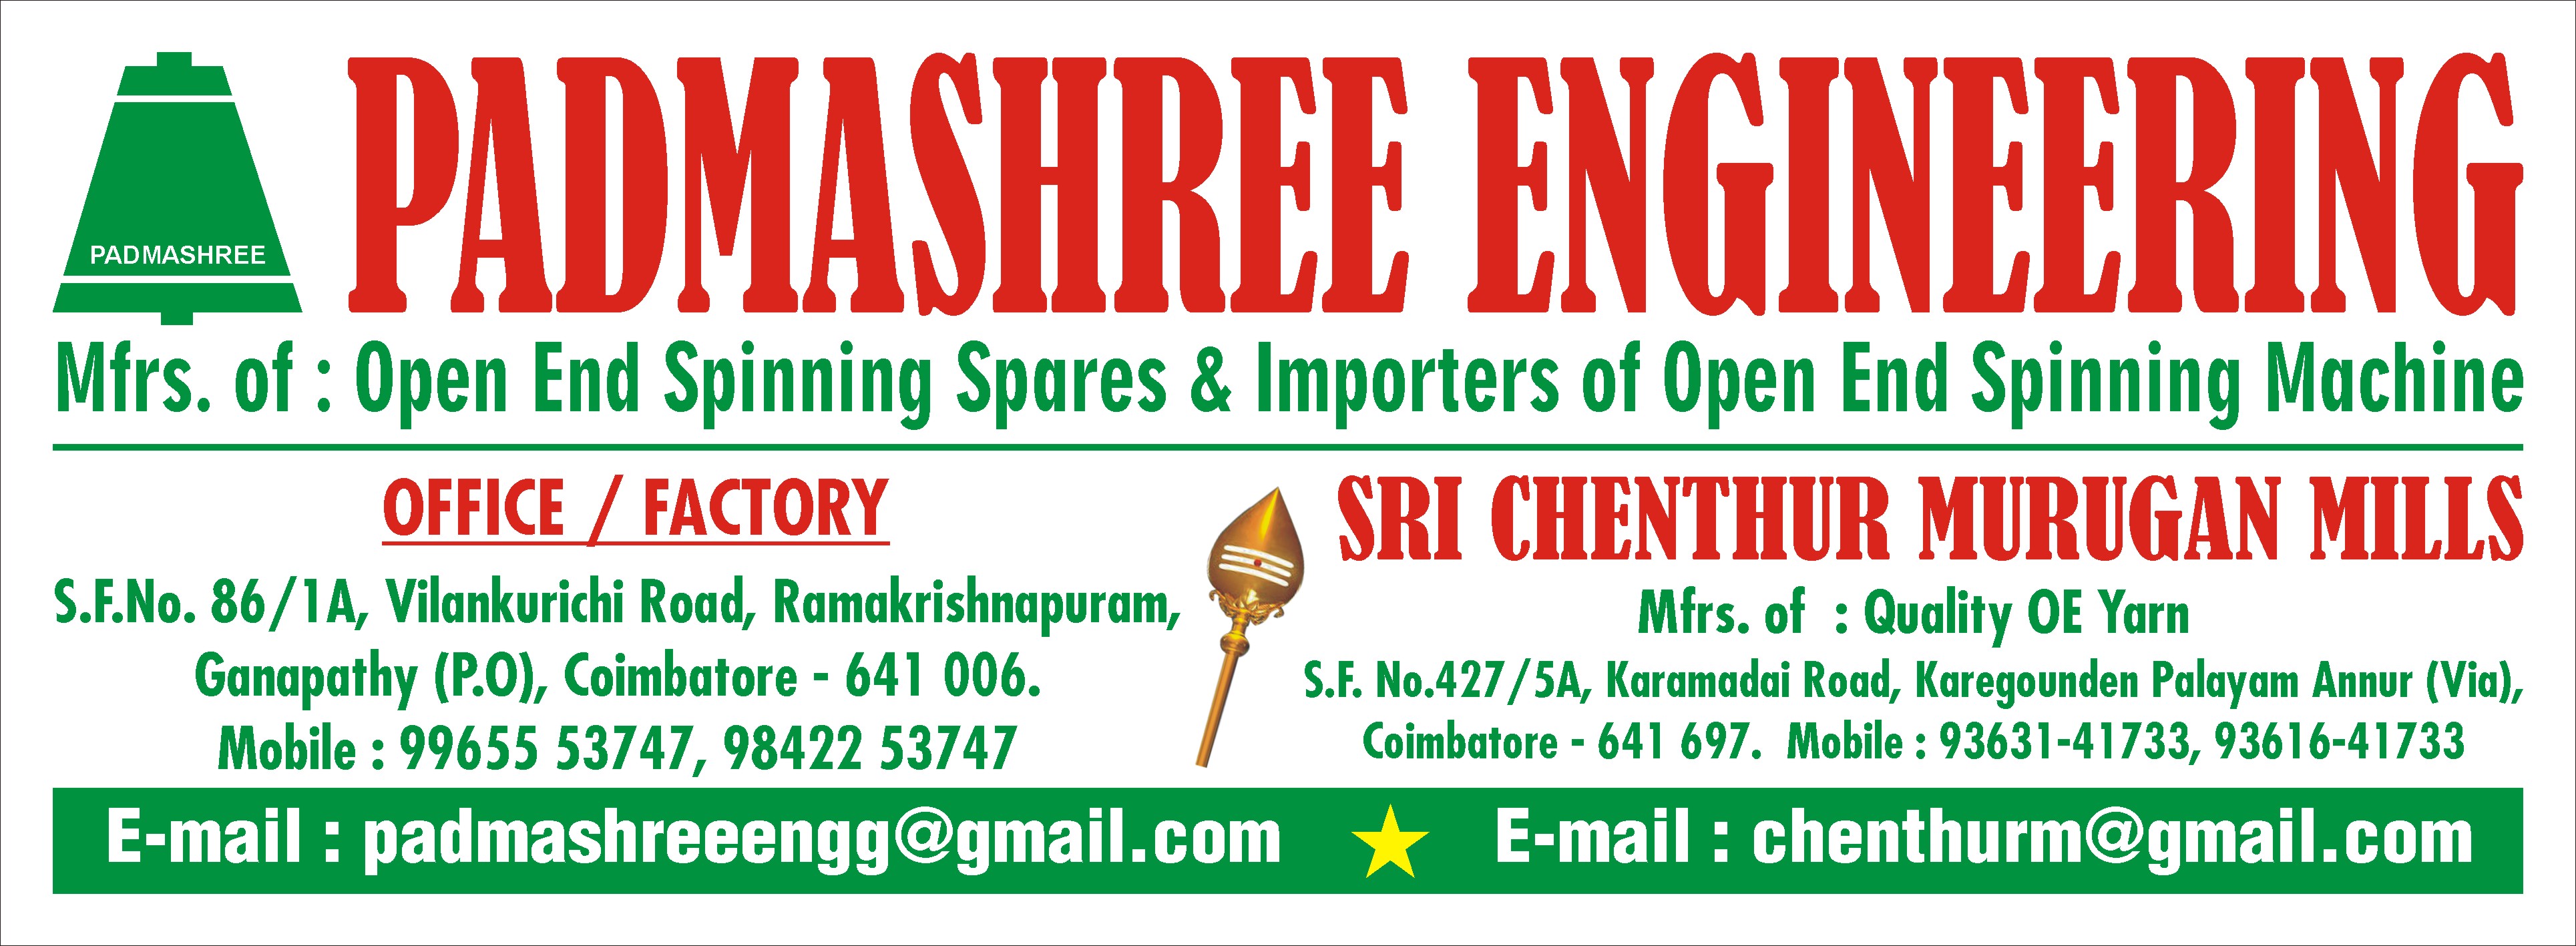 PADMASHREE
PADMASHREE ENGINEERING
Mfrs. of : Open End Spinning Spares & Importers of Open End Spinning Machine
OFFICE / FACTORY
S.F.No. 86/1A, Vilankurichi Road, Ramakrishnapuram,
Ganapathy (P.O), Coimbatore - 641 006.
Mobile : 99655 53747, 98422 53747
SRI CHENTHUR MURUGAN MILLS
Mfrs. of : Quality OE Yarn
S.F. No.427/5A, Karamadai Road, Karegounden Palayam Annur (Via),
Coimbatore - 641 697. Mobile : 93631-41733, 93616-41733
E-mail : padmashreeengg@gmail.com
E-mail : chenthurm@gmail.com